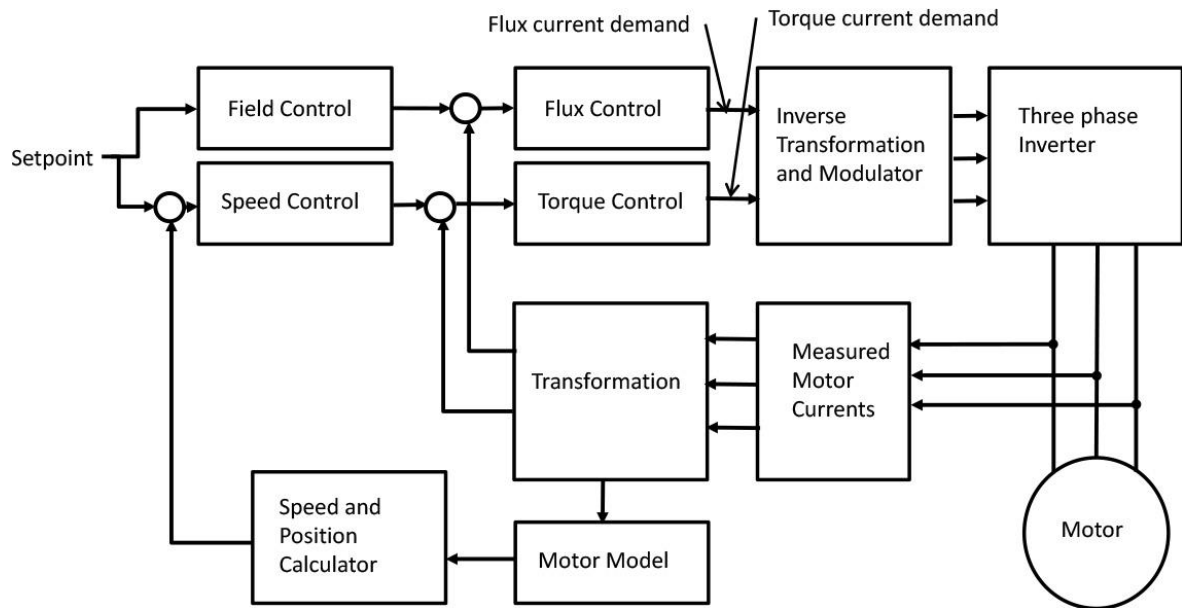 Flux current demand
Torque current demand
Setpoint
Field Control
Flux Control
Inverse
Transformation
and Modulator
Three phase
Inverter
Speed Control
Torque Control
Transformation
Measured
Motor
Currents
Speed and
Position
Calculator
Motor Model
Motor